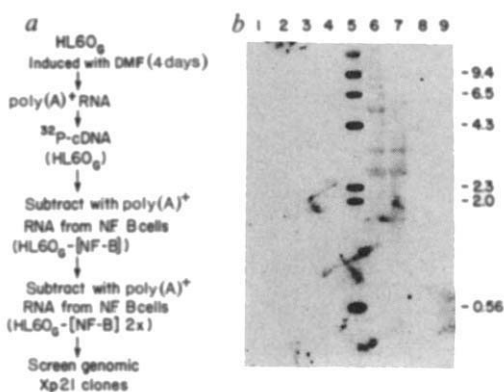 a
HL60G
Induced with DMF (4 days)
poly(A)+ RNA
32P-cDNA
(HL60G)
Subtract with poly(A)+
RNA from NF B cells
(HL60G-[NF-B])
Subtract with poly(A)+
RNA from NF B cells
(HL60G-[NF-B] 2x)
Screen genomic
Xp21 clones
b 1 2 3 4 5 6 7 8 9
- 9.4
- 6.5
- 4.3
- 2.3
- 2.0
- 0.56